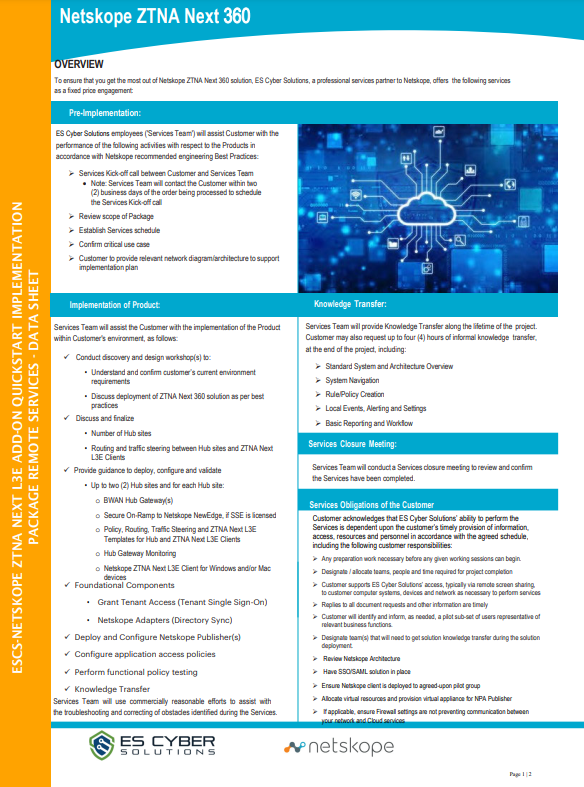 Netskope ZTNA Next 360
OVERVIEW
To ensure that you get the most out of Netskope ZTNA Next 360 solution, ES Cyber Solutions, a professional services partner to Netskope, offers the following services
as a fixed price engagement:
Pre-Implementation:
ES Cyber Solutions employees ('Services Team') will assist Customer with the
performance of the following activities with respect to the Products in
accordance with Netskope recommended engineering Best Practices:
➢ Services Kick-off call between Customer and Services Team
• Note: Services Team will contact the Customer within two
(2) business days of the order being processed to schedule
the Services Kick-off call
➢ Review scope of Package
➢ Establish Services schedule
➢ Confirm critical use case
➢ Customer to provide relevant network diagram/architecture to support
implementation plan
Implementation of Product:
Services Team will assist the Customer with the implementation of the Product
within Customer's environment, as follows:
✓ Conduct discovery and design workshop(s) to:
• Understand and confirm customer's current environment
requirements
• Discuss deployment of ZTNA Next 360 solution as per best
practices
✓ Discuss and finalize
• Number of Hub sites
• Routing and traffic steering between Hub sites and ZTNA Next
L3E Clients
✓ Provide guidance to deploy, configure and validate
• Up to two (2) Hub sites and for each Hub site:
o BWAN Hub Gateway(s)
o Secure On-Ramp to Netskope NewEdge, if SSE is licensed
o Policy, Routing, Traffic Steering and ZTNA Next L3E
Templates for Hub and ZTNA Next L3E Clients
o Hub Gateway Monitoring
o Netskope ZTNA Next L3E Client for Windows and/or Mac
devices
✓ Foundational Components
• Grant Tenant Access (Tenant Single Sign-On)
• Netskope Adapters (Directory Sync)
✓ Deploy and Configure Netskope Publisher(s)
✓ Configure application access policies
✓ Perform functional policy testing
✓ Knowledge Transfer
Services Team will use commercially reasonable efforts to assist with
the troubleshooting and correcting of obstacles identified during the Services.
Knowledge Transfer:
Services Team will provide Knowledge Transfer along the lifetime of the project.
Customer may also request up to four (4) hours of informal knowledge transfer,
at the end of the project, including:
➢ Standard System and Architecture Overview
➢ System Navigation
➢ Rule/Policy Creation
➢ Local Events, Alerting and Settings
➢ Basic Reporting and Workflow
Services Closure Meeting:
Services Team will conduct a Services closure meeting to review and confirm
the Services have been completed.
Services Obligations of the Customer
Customer acknowledges that ES Cyber Solutions' ability to perform the
Services is dependent upon the customer's timely provision of information,
access, resources and personnel in accordance with the agreed schedule,
including the following customer responsibilities:
➢ Any preparation work necessary before any given working sessions can begin.
➢ Designate / allocate teams, people and time required for project completion
➢ Customer supports ES Cyber Solutions' access, typically via remote screen sharing,
to customer computer systems, devices and network as necessary to perform services
➢ Replies to all document requests and other information are timely
➢ Customer will identify and inform, as needed, a pilot sub-set of users representative of
relevant business functions.
➢ Designate team(s) that will need to get solution knowledge transfer during the solution
deployment.
➢ Review Netskope Architecture
➢ Have SSO/SAML solution in place
➢ Ensure Netskope client is deployed to agreed-upon pilot group
➢ Allocate virtual resources and provision virtual appliance for NPA Publisher
➢ If applicable, ensure Firewall settings are not preventing communication between
your network and Cloud services
ESCS-NETSKOPE ZTNA NEXT L3E ADD-ON QUICKSTART IMPLEMENTATION
PACKAGE REMOTE SERVICES - DATA SHEET
ES CYBER
SOLUTIONS
netskope
Page 1 | 2